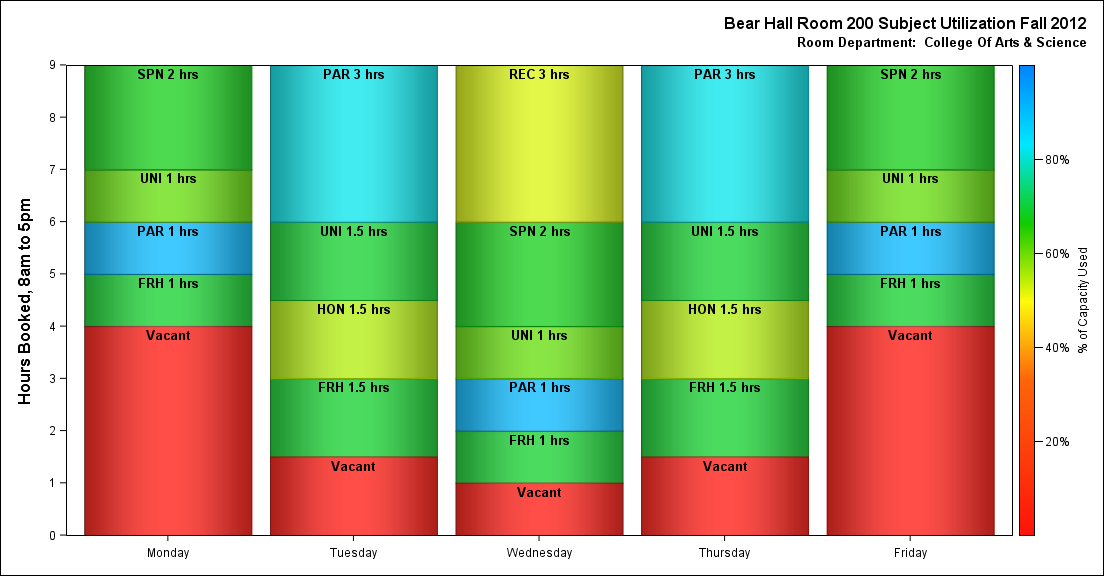 Bear Hall Room 200 Subject Utilization Fall 2012
Room Department:  College Of Arts & Science
Hours Booked, 8am to 5pm
9
8
7
6
5
4
3
2
1
0
SPN 2 hrs
UNI 1 hrs
PAR 1 hrs
FRH 1 hrs
Vacant
Monday
PAR 3 hrs
UNI 1.5 hrs
HON 1.5 hrs
FRH 1.5 hrs
Vacant
Tuesday
REC 3 hrs
SPN 2 hrs
UNI 1 hrs
PAR 1 hrs
FRH 1 hrs
Vacant
Wednesday
PAR 3 hrs
UNI 1.5 hrs
HON 1.5 hrs
FRH 1.5 hrs
Vacant
Thursday
SPN 2 hrs
UNI 1 hrs
PAR 1 hrs
FRH 1 hrs
Vacant
Friday
80%
60%
40%
20%
% of Capacity Used